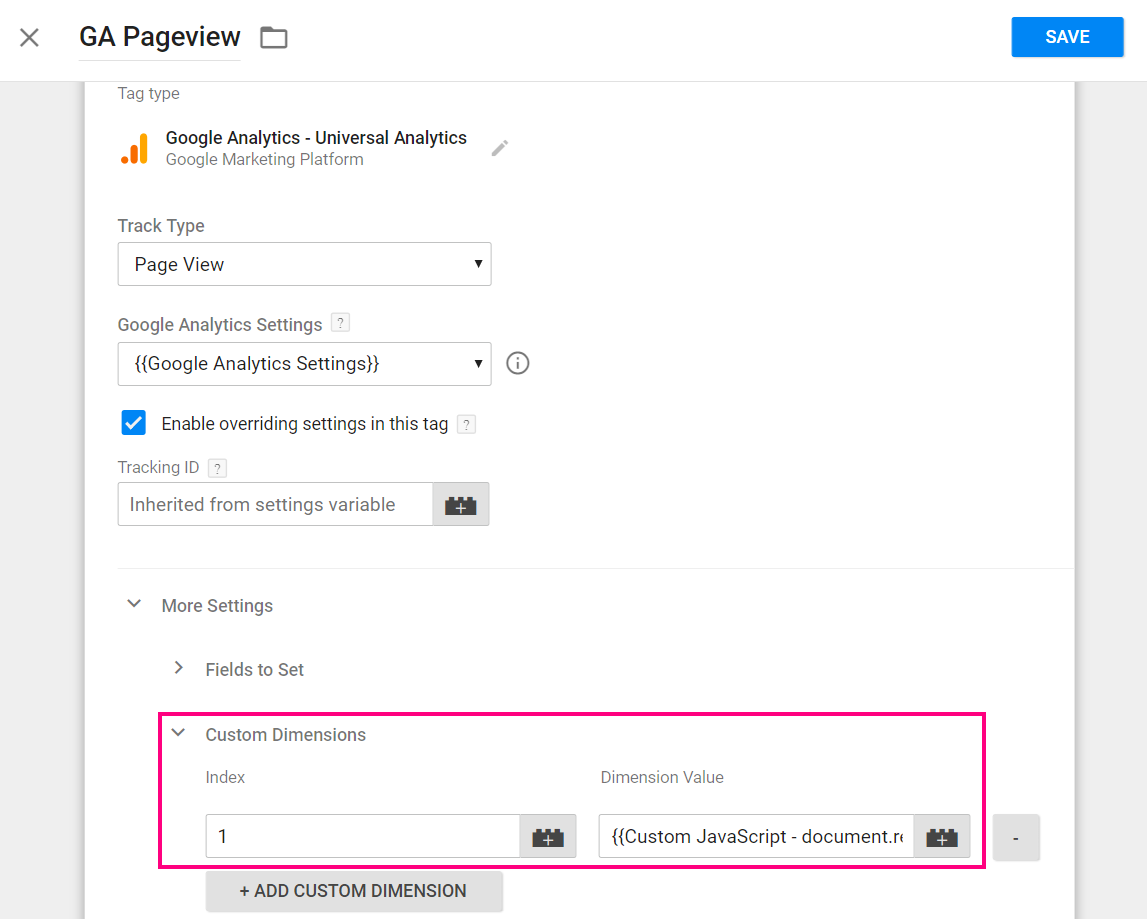 GA Pageview
SAVE
Tag type
Google Analytics - Universal Analytics
Google Marketing Platform
Track Type
Page View
Google Analytics Settings ?
{{Google Analytics Settings}}
Enable overriding settings in this tag ?
Tracking ID ?
Inherited from settings variable
More Settings
Fields to Set
Custom Dimensions
Index Dimension Value
1 {{Custom JavaScript - document.re -
+ ADD CUSTOM DIMENSION